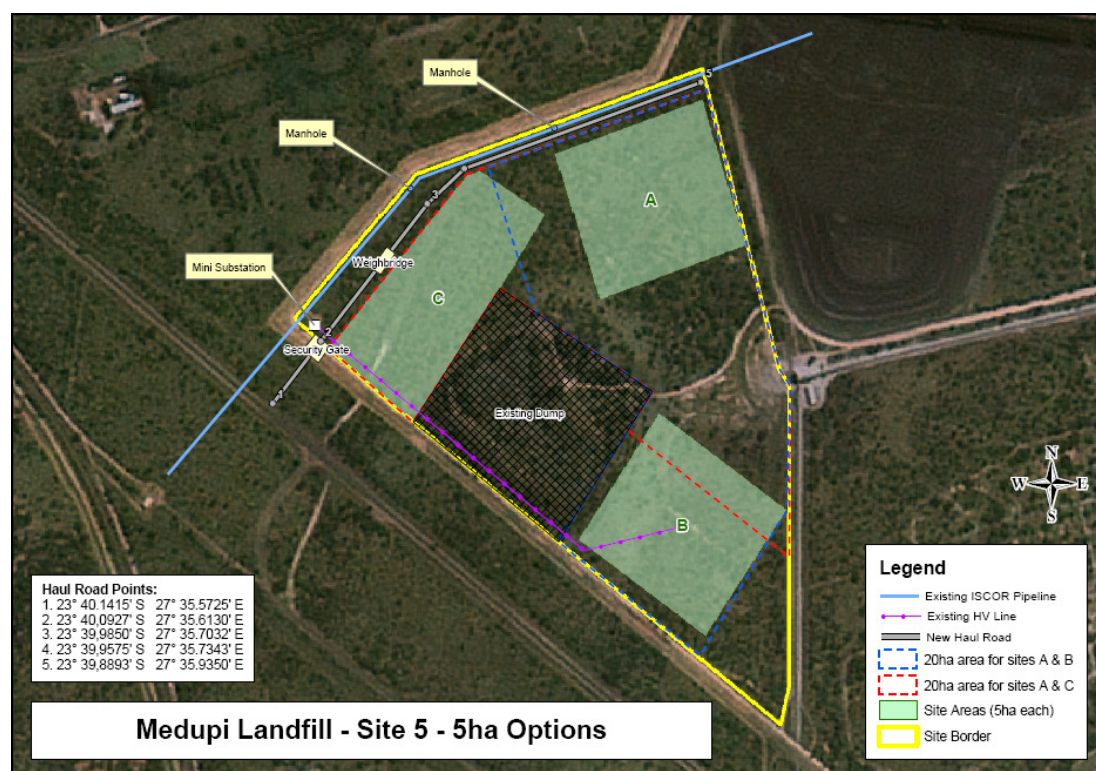 Manhole
5
Manhole
3
A
Mini Substation
Weighbridge
C
2
Security Gate
1
Existing Dump
B
N
W E
S
Haul Road Points:
1. 23° 40.1415' S 27° 35.5725' E
2. 23° 40,0927' S 27° 35.6130' E
3. 23° 39,9850' S 27° 35.7032' E
4. 23° 39,9575' S 27° 35.7343' E
5. 23° 39,8893' S 27° 35.9350' E
Legend
Existing ISCOR Pipeline
Existing HV Line
New Haul Road
20ha area for sites A & B
20ha area for sites A & C
Site Areas (5ha each)
Site Border
Medupi Landfill - Site 5 - 5ha Options